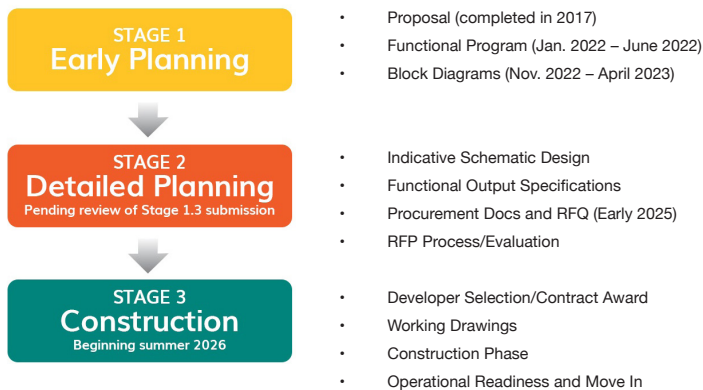 STAGE 1
Early Planning
• Proposal (completed in 2017)
• Functional Program (Jan. 2022 – June 2022)
• Block Diagrams (Nov. 2022 – April 2023)
STAGE 2
Detailed Planning
Pending review of Stage 1.3 submission
• Indicative Schematic Design
• Functional Output Specifications
• Procurement Docs and RFQ (Early 2025)
• RFP Process/Evaluation
STAGE 3
Construction
Beginning summer 2026
• Developer Selection/Contract Award
• Working Drawings
• Construction Phase
• Operational Readiness and Move In